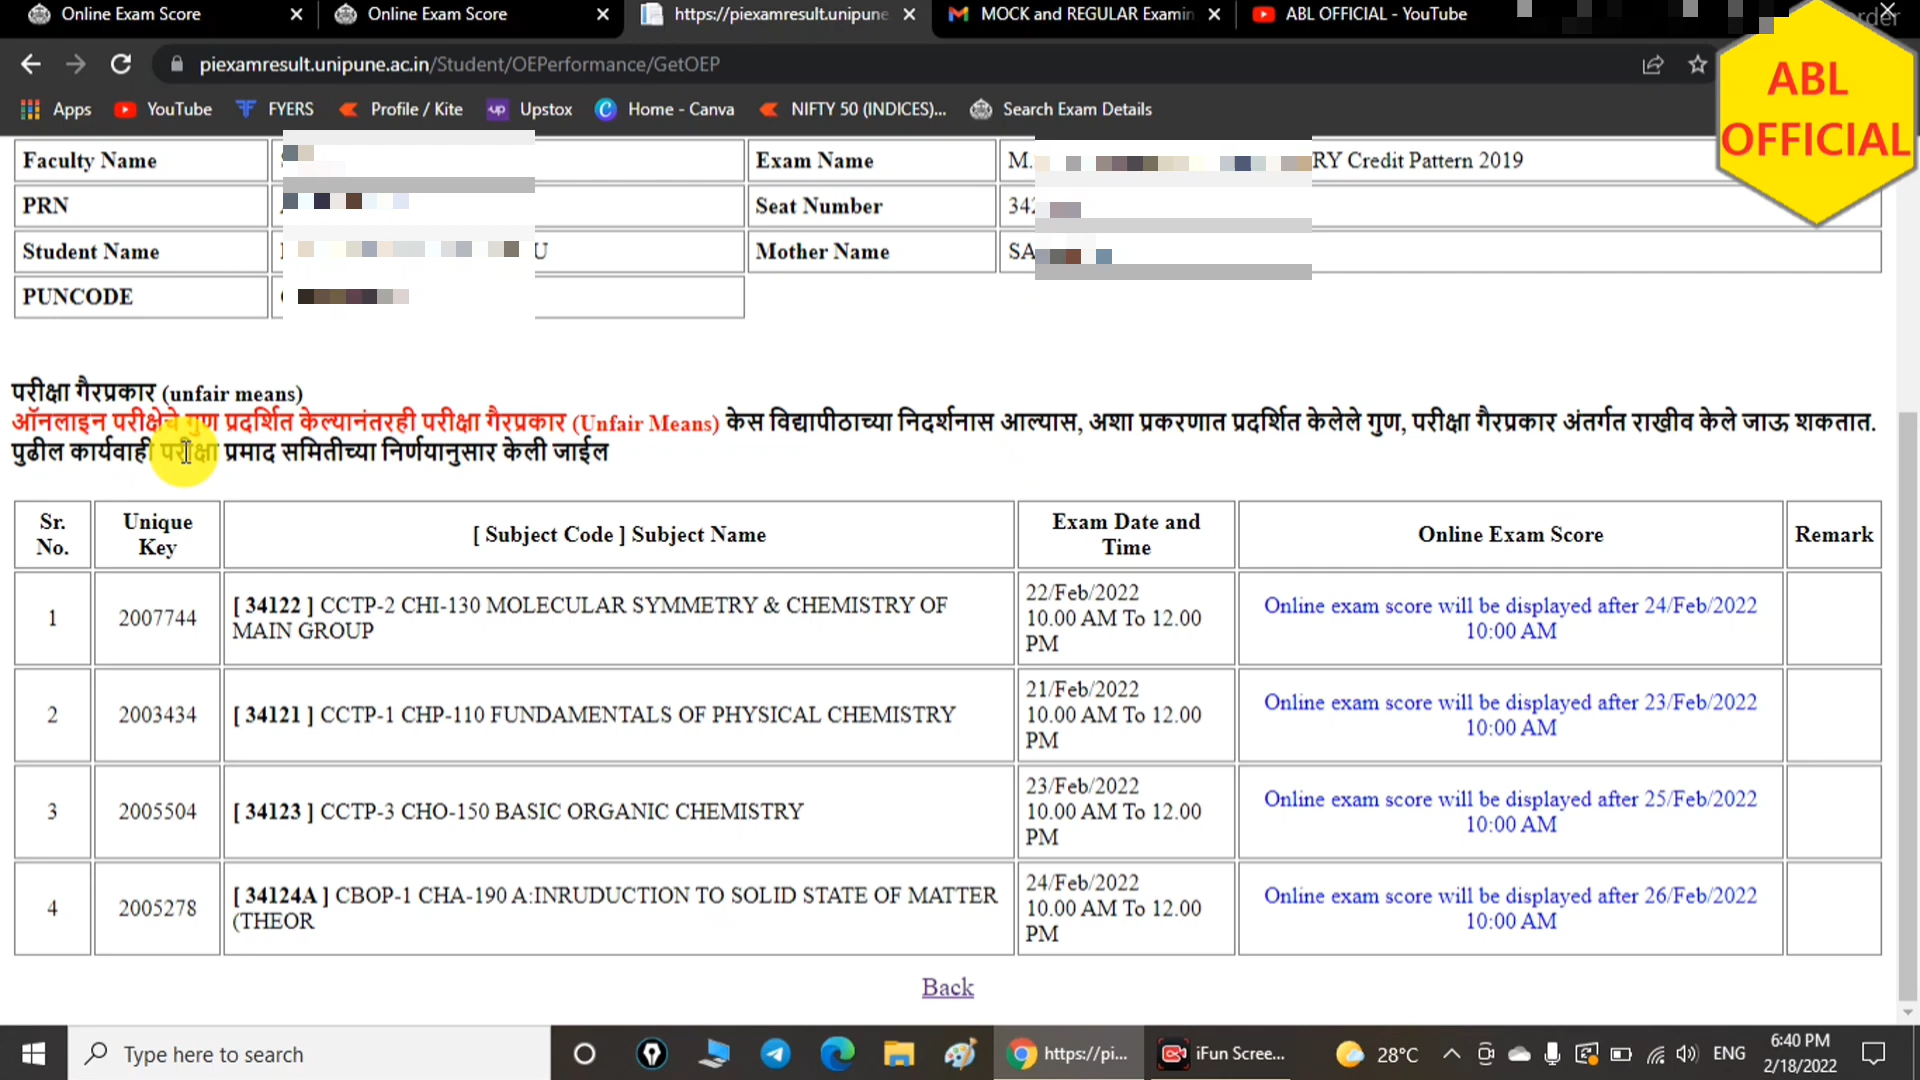 Online Exam Score
Online Exam Score
https://piexamresult.unipune
MOCK and REGULAR Examin
ABL OFFICIAL - YouTube
piexamresult.unipune.ac.in/Student/OEPerformance/GetOEP
Apps YouTube FYERS Profile / Kite up Upstox Home - Canva NIFTY 50 (INDICES)... Search Exam Details
ABL
OFFICIAL
Faculty Name
Exam Name M. RY Credit Pattern 2019
PRN
Seat Number 342
Student Name U
Mother Name SA
PUNCODE
परीक्षा गैरप्रकार (unfair means)
ऑनलाइन परीक्षेचे गुण प्रदर्शित केल्यानंतरही परीक्षा गैरप्रकार (Unfair Means) केस विद्यापीठाच्या निदर्शनास आल्यास, अशा प्रकरणात प्रदर्शित केलेले गुण, परीक्षा गैरप्रकार अंतर्गत राखीव केले जाऊ शकतात.
पुढील कार्यवाही परीक्षा प्रमाद समितीच्या निर्णयानुसार केली जाईल
Sr.
No.
Unique
Key
[ Subject Code ] Subject Name
Exam Date and
Time
Online Exam Score
Remark
1
2007744
[ 34122 ] CCTP-2 CHI-130 MOLECULAR SYMMETRY & CHEMISTRY OF
MAIN GROUP
22/Feb/2022
10.00 AM To 12.00
PM
Online exam score will be displayed after 24/Feb/2022
10:00 AM
2
2003434
[ 34121 ] CCTP-1 CHP-110 FUNDAMENTALS OF PHYSICAL CHEMISTRY
21/Feb/2022
10.00 AM To 12.00
PM
Online exam score will be displayed after 23/Feb/2022
10:00 AM
3
2005504
[ 34123 ] CCTP-3 CHO-150 BASIC ORGANIC CHEMISTRY
23/Feb/2022
10.00 AM To 12.00
PM
Online exam score will be displayed after 25/Feb/2022
10:00 AM
4
2005278
[ 34124A ] CBOP-1 CHA-190 A:INRUDUCTION TO SOLID STATE OF MATTER
(THEOR
24/Feb/2022
10.00 AM To 12.00
PM
Online exam score will be displayed after 26/Feb/2022
10:00 AM
Back
Type here to search
https://pi...
iFun Scree...
28°C
ENG
6:40 PM
2/18/2022